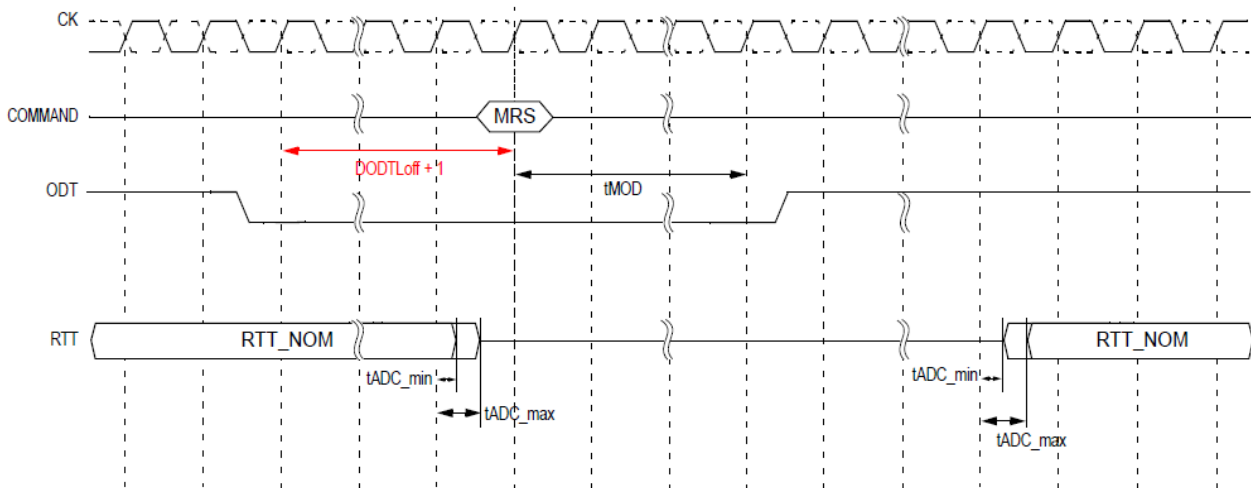 CK
COMMAND
MRS
DODTLoff + 1
ODT
tMOD
RTT
RTT_NOM
RTT_NOM
tADC_min
tADC_min
tADC_max
tADC_max